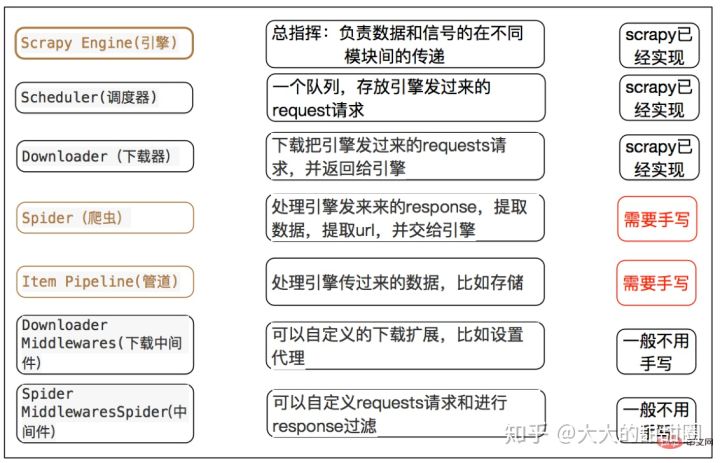 Scrapy Engine(引擎)
总指挥：负责数据和信号的在不同
模块间的传递
scrapy已
经实现
Scheduler(调度器)
一个队列，存放引擎发过来的
request请求
scrapy已
经实现
Downloader（下载器）
下载把引擎发过来的requests请
求，并返回给引擎
scrapy已
经实现
Spider（爬虫）
处理引擎发来来的response，提取
数据，提取url，并交给引擎
需要手写
Item Pipeline(管道)
处理引擎传过来的数据，比如存储
需要手写
Downloader
Middlewares(下载中间
件)
可以自定义的下载扩展，比如设置
代理
一般不用
手写
Spider
MiddlewaresSpider(中
间件)
可以自定义requests请求和进行
response过滤
一般不用
知乎 @大大的甜甜圈
中文网